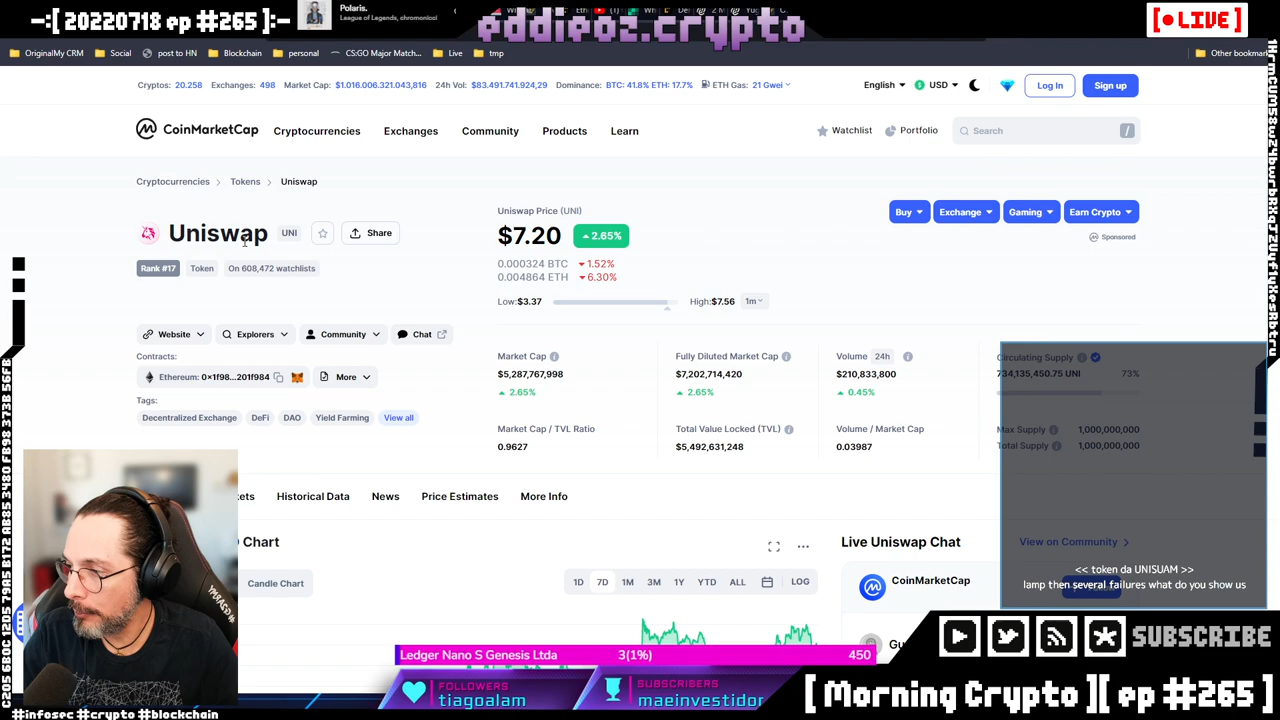 -:[ 20220718 ep #265 ]:-
Polaris.
League of Legends, chromonicci
eddieoz.crypto
[ • LIVE ]
OriginalMy CRM
Social
post to HN
Blockchain
personal
CS:GO Major Match...
Live
tmp
Other bookmar
Cryptos: 20.258
Exchanges: 498
Market Cap: $1.016.006.321.043,816
24h Vol: $83.491.741.924,29
Dominance: BTC: 41.8% ETH: 17.7%
ETH Gas: 21 Gwei
English
USD
Log In
Sign up
CoinMarketCap
Cryptocurrencies
Exchanges
Community
Products
Learn
Watchlist
Portfolio
Search
/
Cryptocurrencies > Tokens > Uniswap
Uniswap
UNI
Share
Rank #17
Token
On 608,472 watchlists
Uniswap Price (UNI)
$7.20
2.65%
0.000324 BTC
1.52%
0.004864 ETH
6.30%
Low:$3.37
High:$7.56
1m
Buy
Exchange
Gaming
Earn Crypto
Sponsored
Website
Explorers
Community
Chat
Contracts:
Ethereum: 0x1f98...201f984
More
Tags:
Decentralized Exchange
DeFi
DAO
Yield Farming
View all
Market Cap
$5,287,767,998
2.65%
Market Cap / TVL Ratio
0.9627
Fully Diluted Market Cap
$7,202,714,420
2.65%
Total Value Locked (TVL)
$5,492,631,248
Volume 24h
$210,833,800
0.45%
Volume / Market Cap
0.03987
Circulating Supply
734,135,450.75 UNI
73%
Max Supply
1,000,000,000
Total Supply
1,000,000,000
ets
Historical Data
News
Price Estimates
More Info
Chart
Candle Chart
1D
7D
1M
3M
1Y
YTD
ALL
LOG
Live Uniswap Chat
View on Community >
CoinMarketCap
Gu
<< token da UNISUAM >>
lamp then several failures what do you show us
Ledger Nano S Genesis Ltda
3(1%)
450
FOLLOWERS
tiagpalam
SUBSCRIBERS
maeinvestidor
SUBSCRIBE
[ Morning Crypto ][ ep #265 ]
#infosec #crypto #blockchain